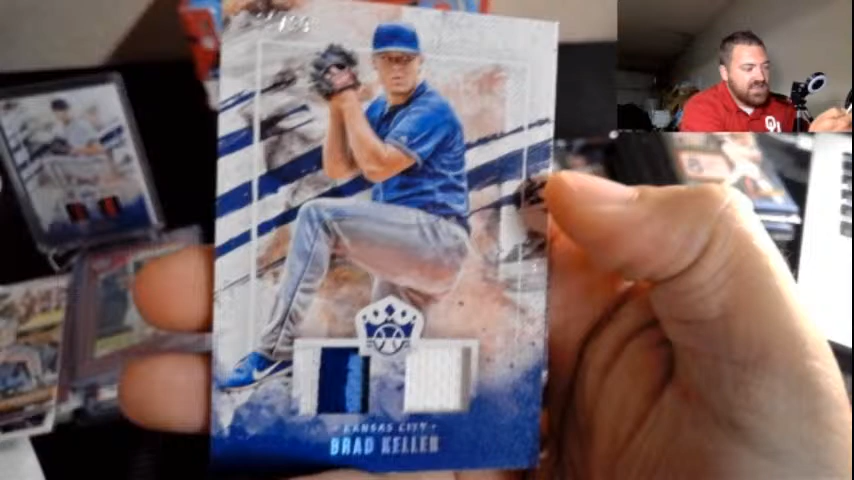 OU
- KANSAS CITY -
BRAD KELLER